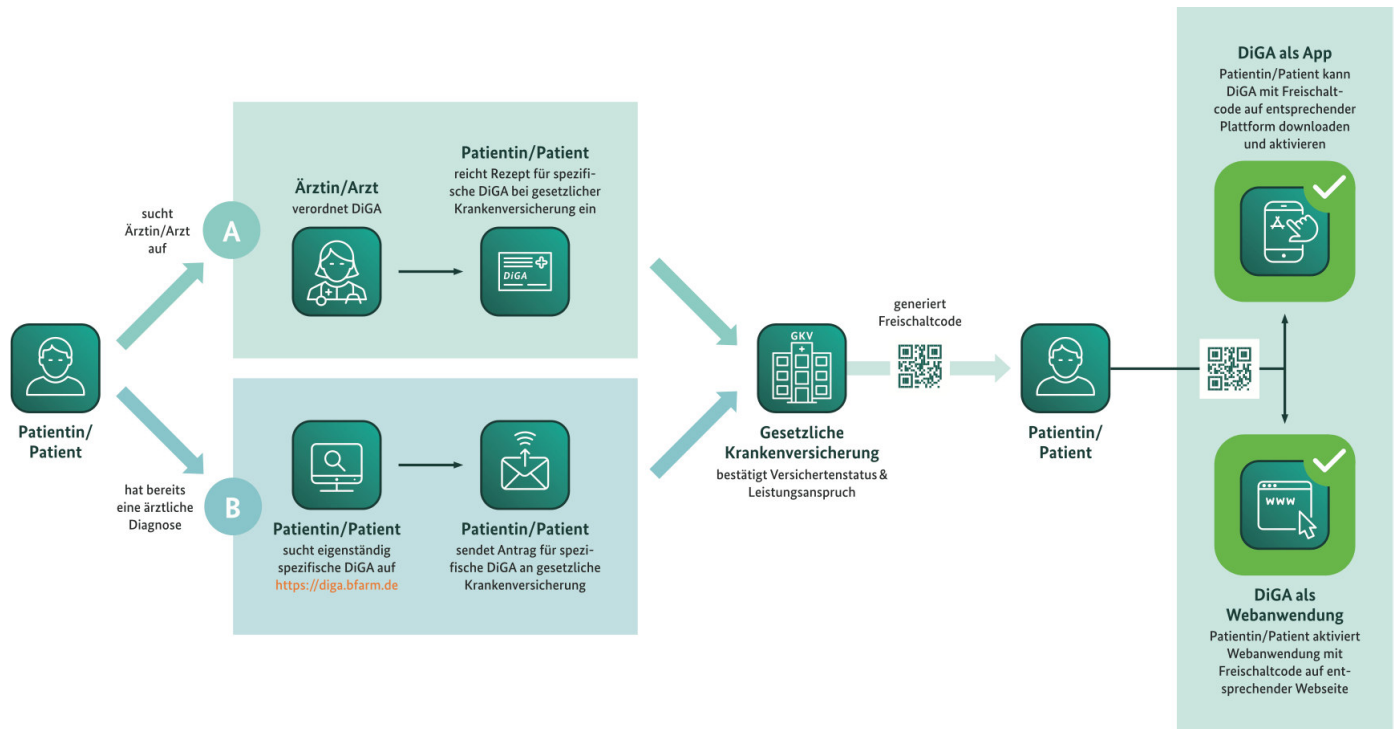 Patientin/
Patient
sucht
Ärztin/Arzt
auf
A
Ärztin/Arzt
verordnet DiGA
Patientin/Patient
reicht Rezept für spezifi-
sche DiGA bei gesetzlicher
Krankenversicherung ein
DiGA
hat bereits
eine ärztliche
Diagnose
B
Patientin/Patient
sucht eigenständig
spezifische DiGA auf
https://diga.bfarm.de
Patientin/Patient
sendet Antrag für spezi-
fische DiGA an gesetzliche
Krankenversicherung
GKV
Gesetzliche
Krankenversicherung
bestätigt Versichertenstatus &
Leistungsanspruch
generiert
Freischaltcode
Patientin/
Patient
DiGA als App
Patientin/Patient kann
DiGA mit Freischalt-
code auf entsprechender
Plattform downloaden
und aktivieren
www
DiGA als
Webanwendung
Patientin/Patient aktiviert
Webanwendung mit
Freischaltcode auf ent-
sprechender Webseite